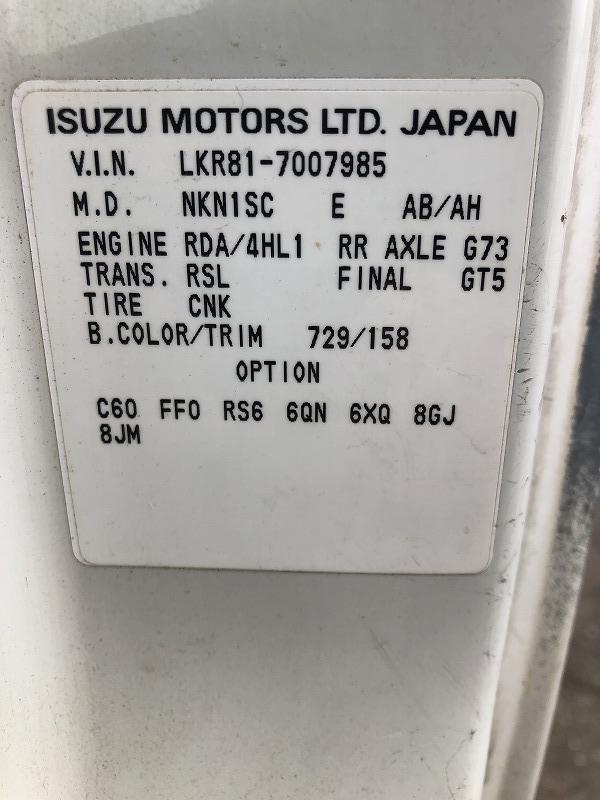 ISUZU MOTORS LTD. JAPAN
V.I.N. LKR81-7007985
M.D. NKN1SC E AB/AH
ENGINE RDA/4HL1 RR AXLE G73
TRANS. RSL FINAL GT5
TIRE CNK
B.COLOR/TRIM 729/158
OPTION
C60 FF0 RS6 6QN 6XQ 8GJ
8JM